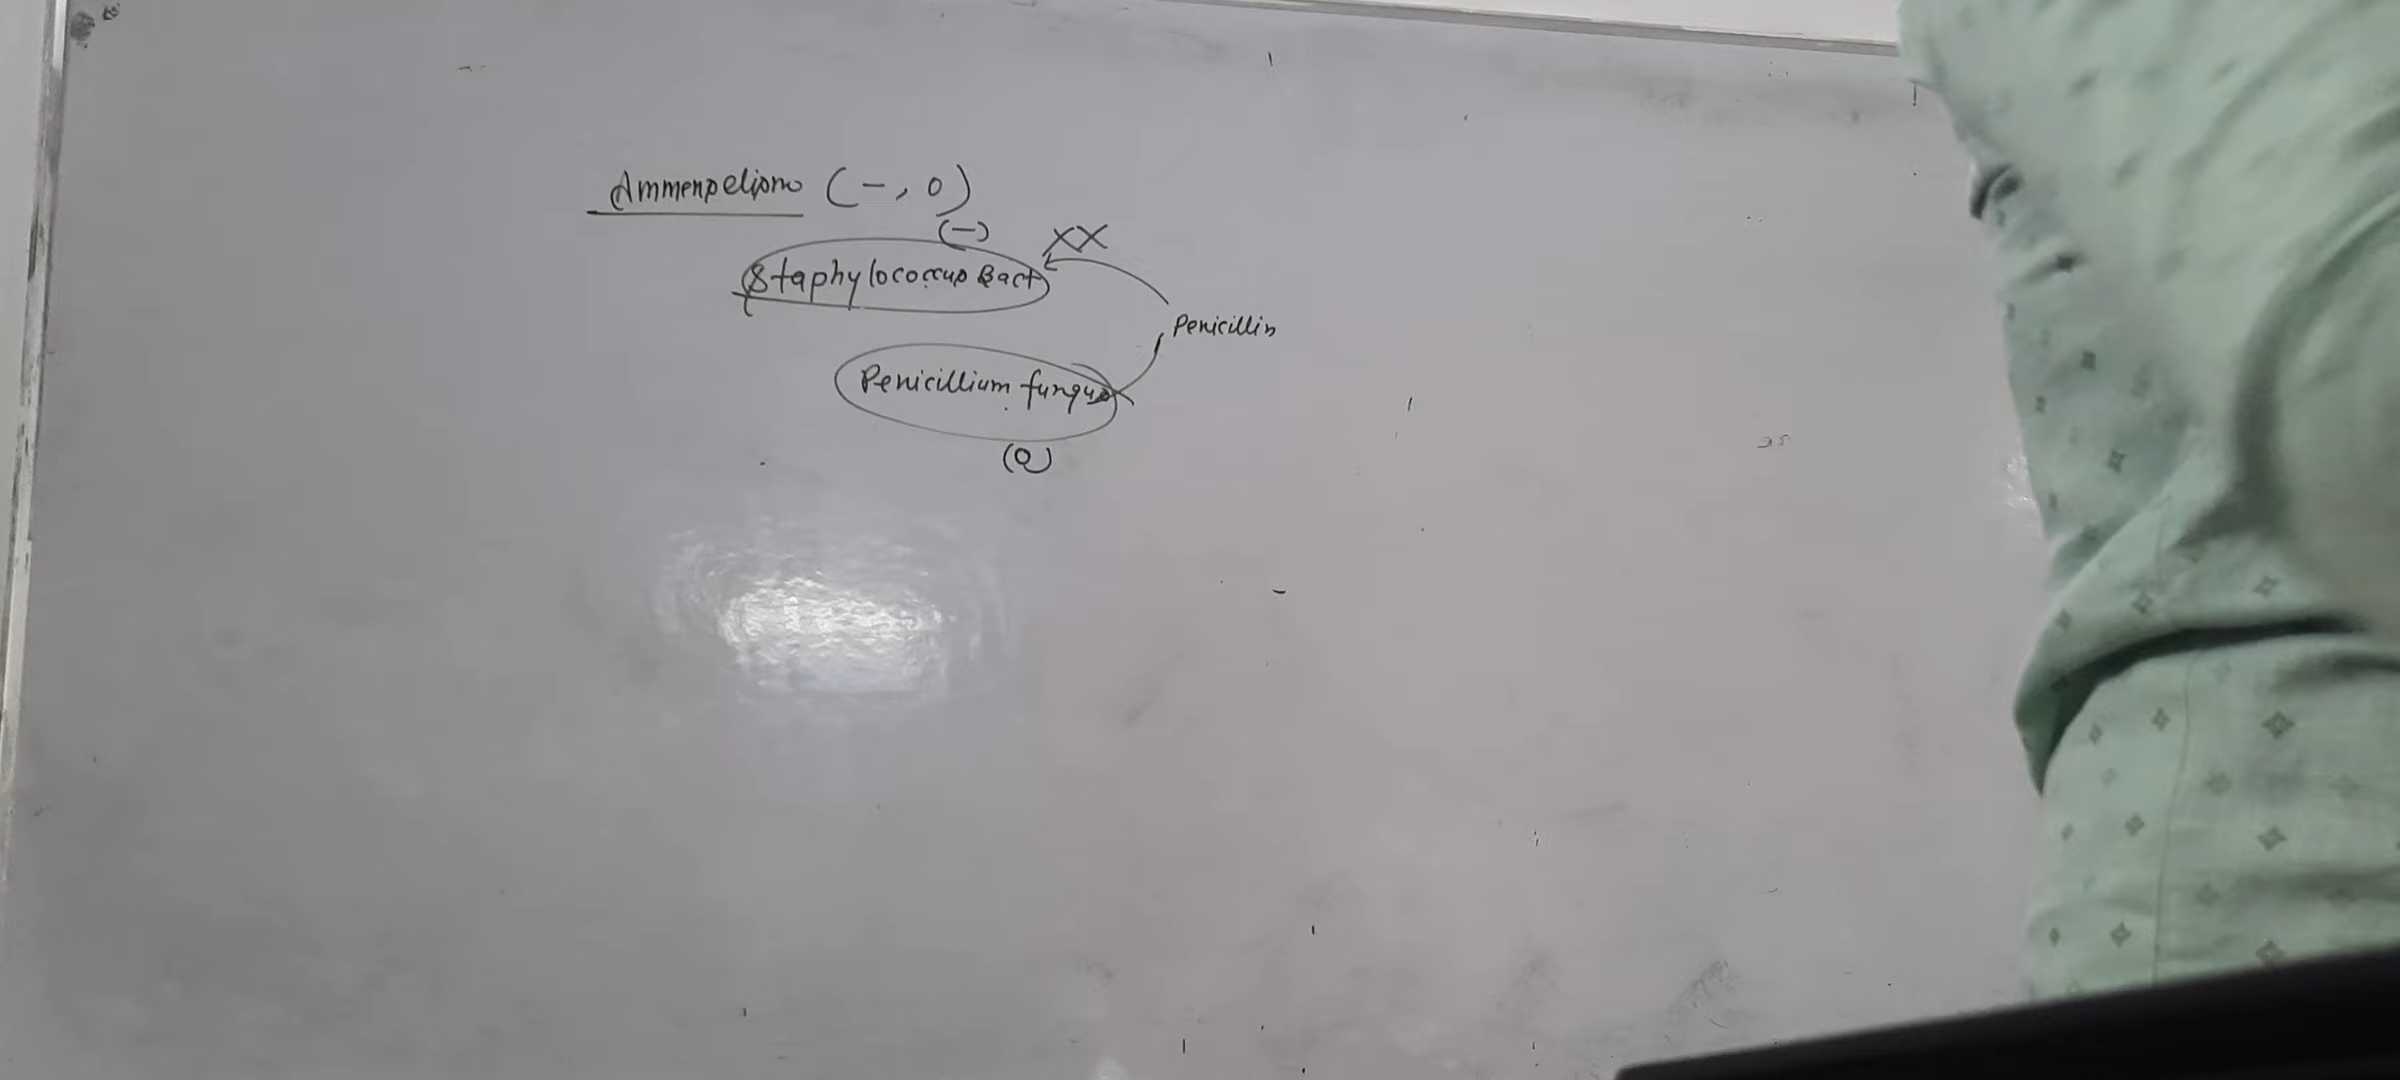 Ammenpelism (-, 0)
(-)
Staphylococcus Bact
XX
Penicillin
Penicillium fungus
(0)